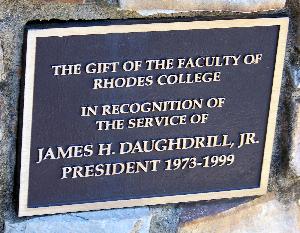 THE GIFT OF THE FACULTY OF
RHODES COLLEGE
IN RECOGNITION OF
THE SERVICE OF
JAMES H. DAUGHDRILL, JR.
PRESIDENT 1973-1999